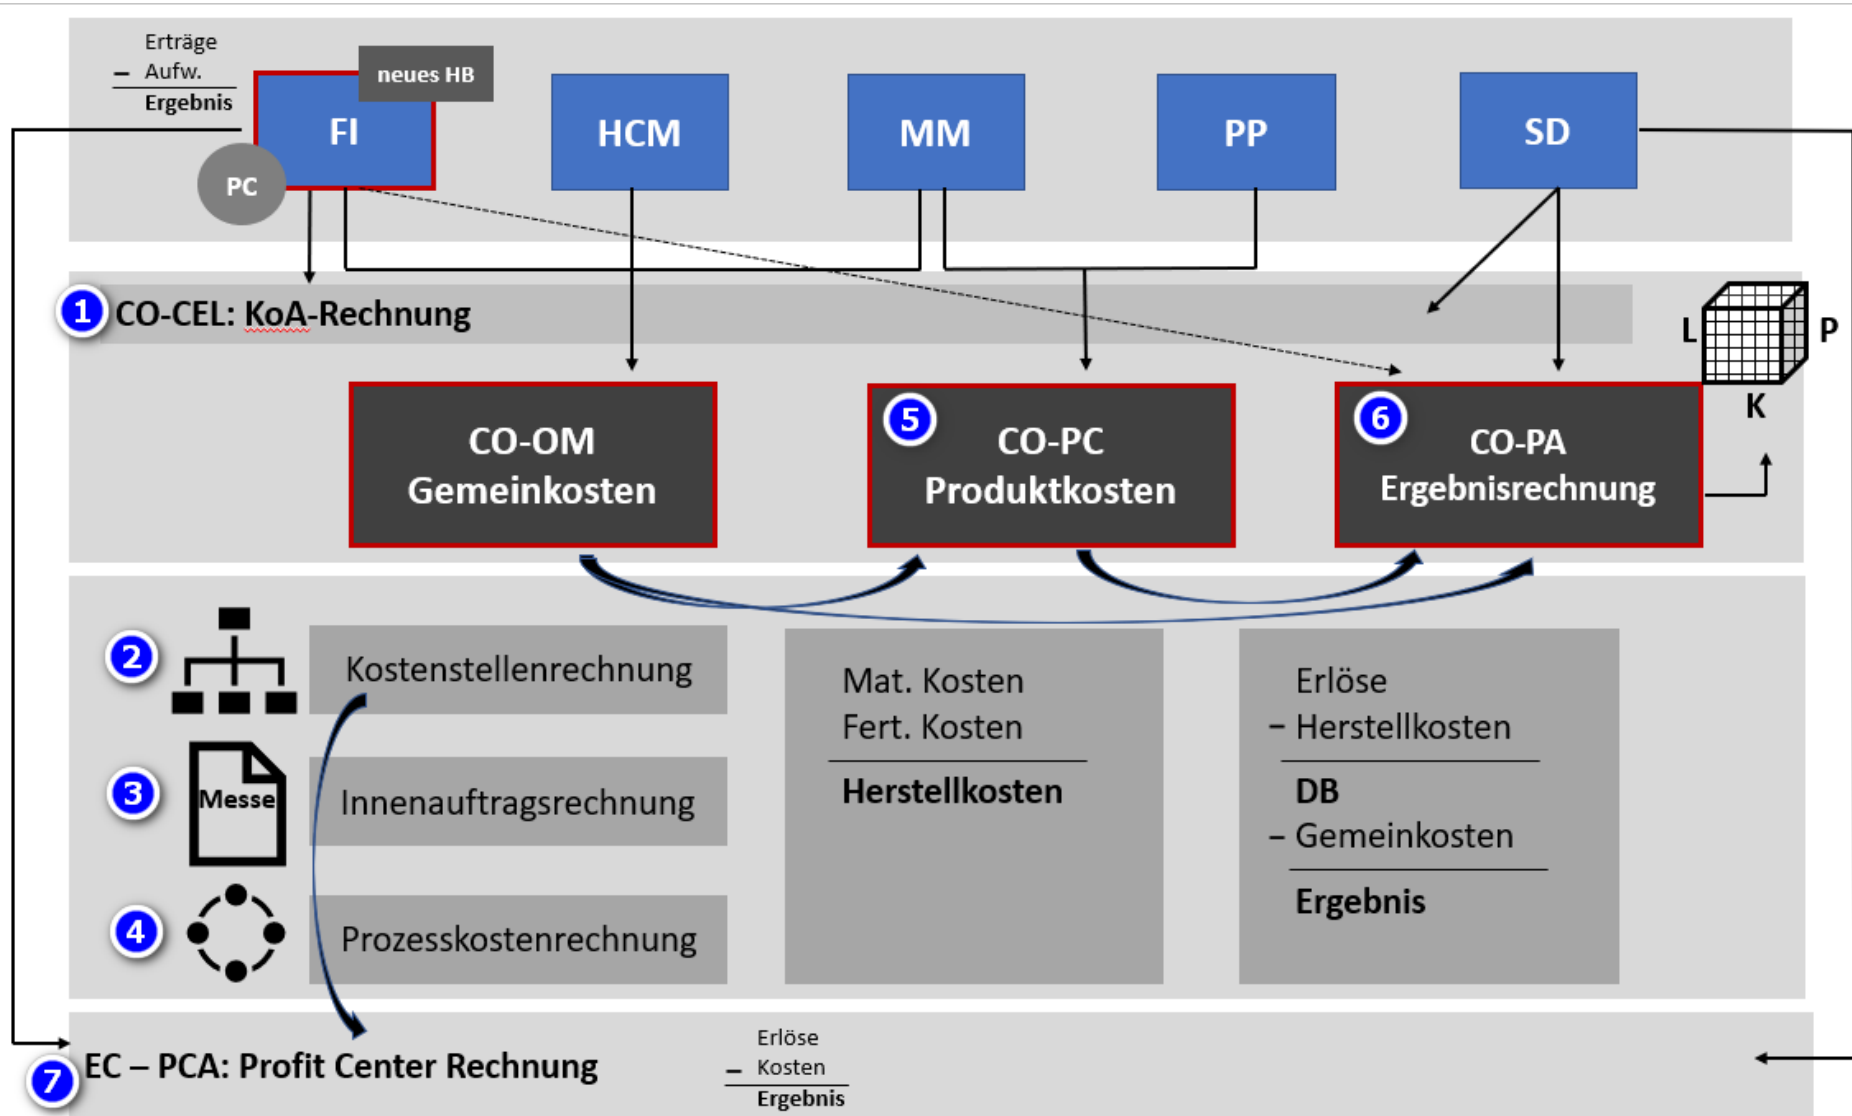 Erträge
– Aufw.
Ergebnis
neues HB
FI
PC
HCM
MM
PP
SD
1
CO-CEL: KoA-Rechnung
L
P
K
CO-OM
Gemeinkosten
5
CO-PC
Produktkosten
6
CO-PA
Ergebnisrechnung
2
Kostenstellenrechnung
3
Messe
Innenauftragsrechnung
4
Prozesskostenrechnung
Mat. Kosten
Fert. Kosten
Herstellkosten
Erlöse
– Herstellkosten
DB
– Gemeinkosten
Ergebnis
7
EC – PCA: Profit Center Rechnung
Erlöse
– Kosten
Ergebnis